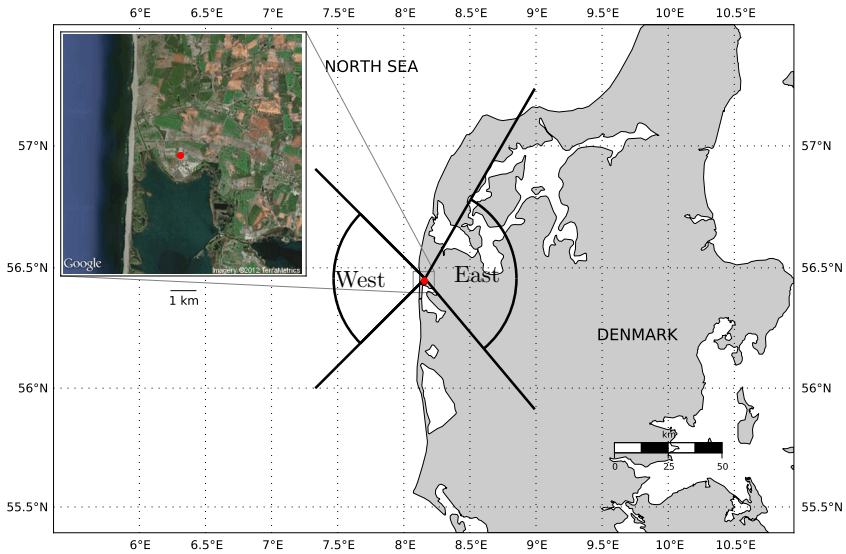 6°E 6.5°E 7°E 7.5°E 8°E 8.5°E 9°E 9.5°E 10°E 10.5°E
NORTH SEA
57°N 57°N
Google
Imagery ©2012 TerraMetrics
56.5°N 56.5°N
West East
1 km
DENMARK
56°N 56°N
km
0 25 50
55.5°N 55.5°N
6°E 6.5°E 7°E 7.5°E 8°E 8.5°E 9°E 9.5°E 10°E 10.5°E